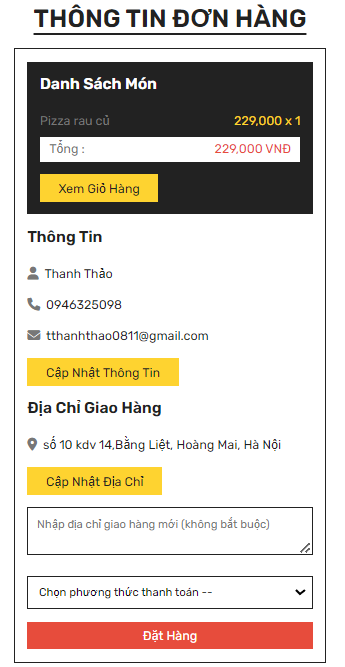 THÔNG TIN ĐƠN HÀNG
Danh Sách Món
Pizza rau củ 229,000 x 1
Tổng : 229,000 VNĐ
Xem Giỏ Hàng
Thông Tin
Thanh Thảo
0946325098
tthanhthao0811@gmail.com
Cập Nhật Thông Tin
Địa Chỉ Giao Hàng
số 10 kdv 14,Bằng Liệt, Hoàng Mai, Hà Nội
Cập Nhật Địa Chỉ
Nhập địa chỉ giao hàng mới (không bắt buộc)
Chọn phương thức thanh toán --
Đặt Hàng